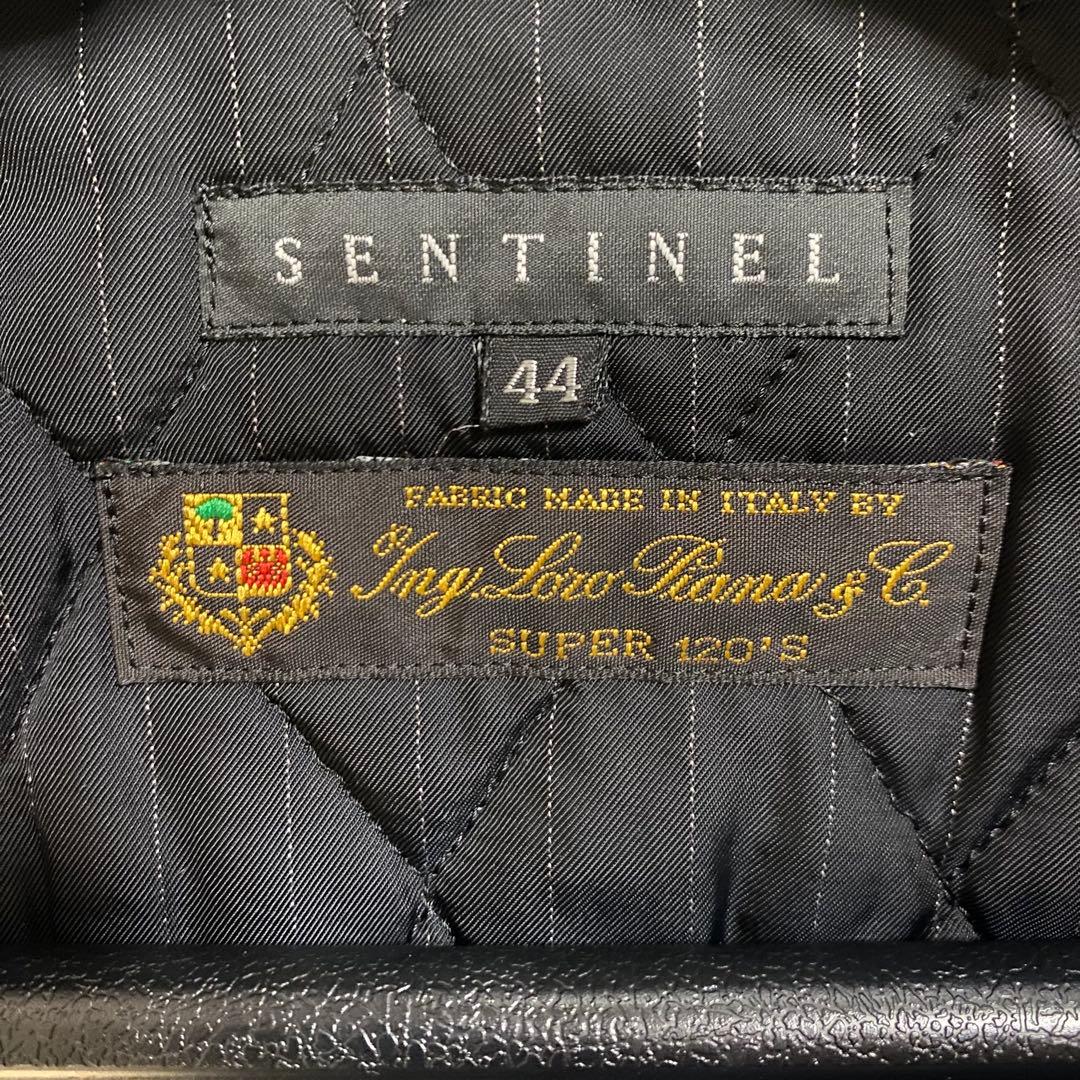 SENTINEL
44
FABRIC MADE IN ITALY BY
Ing. Loro Piana & C.
SUPER 120'S